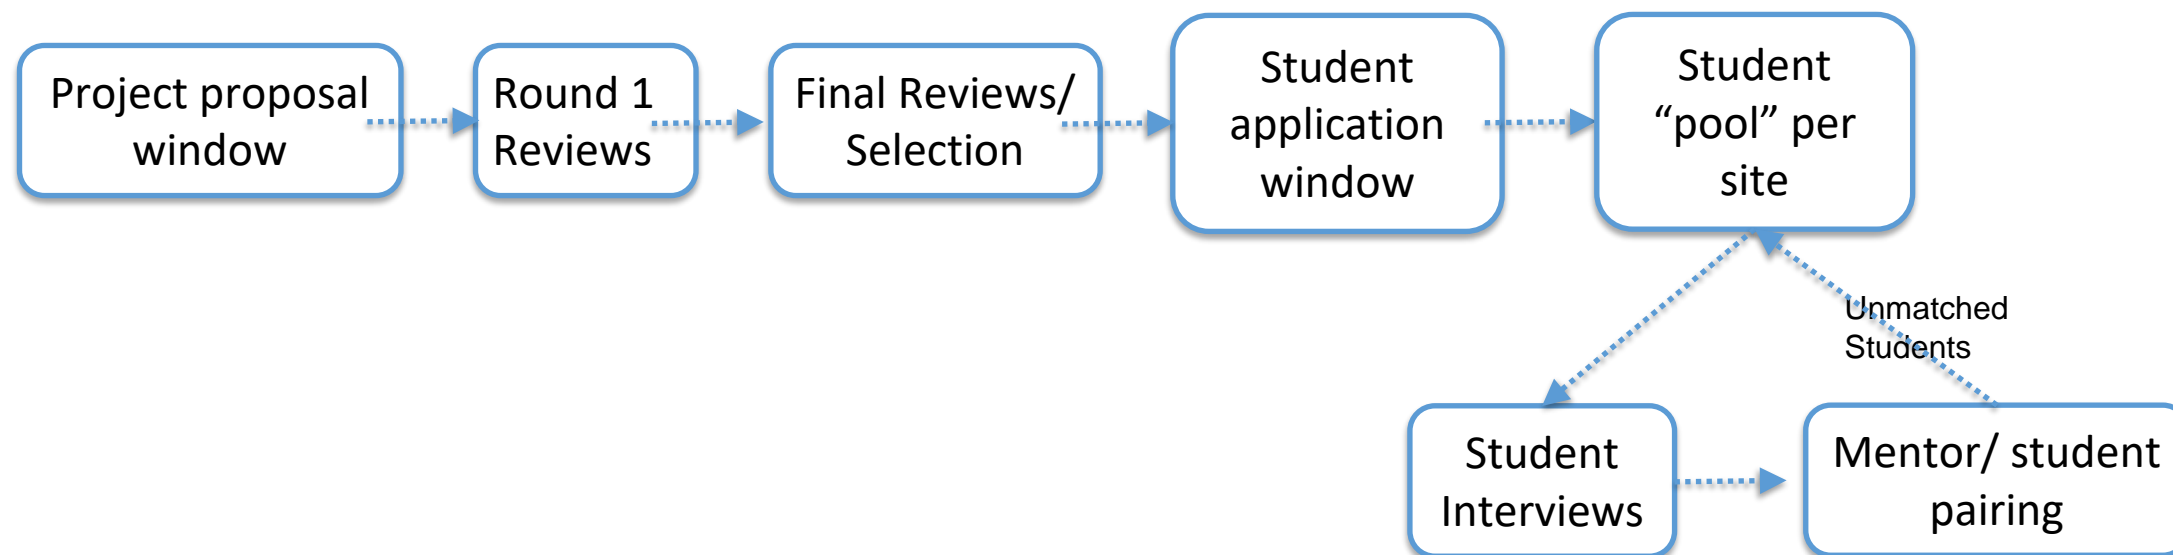 Project proposal
window
Round 1
Reviews
Final Reviews/
Selection
Student
application
window
Student
“pool” per
site
Unmatched
Students
Student
Interviews
Mentor/ student
pairing